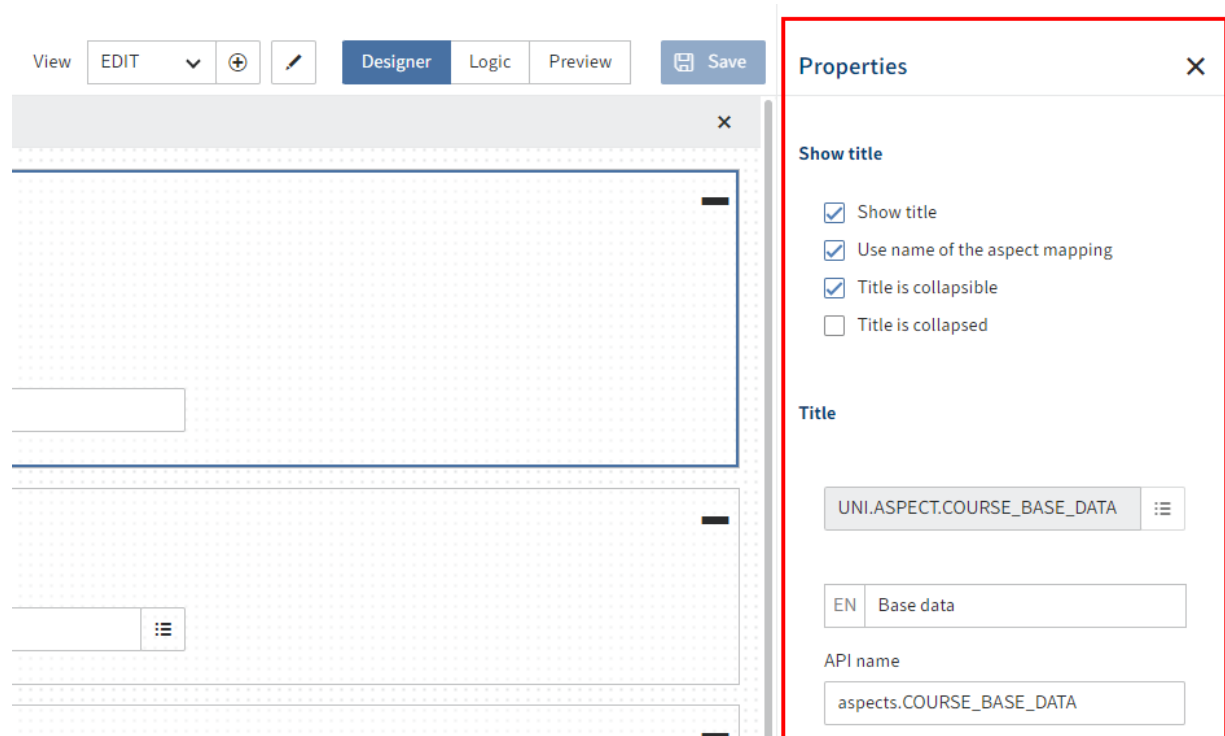 View EDIT Designer Logic Preview Save
Properties
Show title
Show title
Use name of the aspect mapping
Title is collapsible
Title is collapsed
Title
UNI.ASPECT.COURSE_BASE_DATA
EN Base data
API name
aspects.COURSE_BASE_DATA